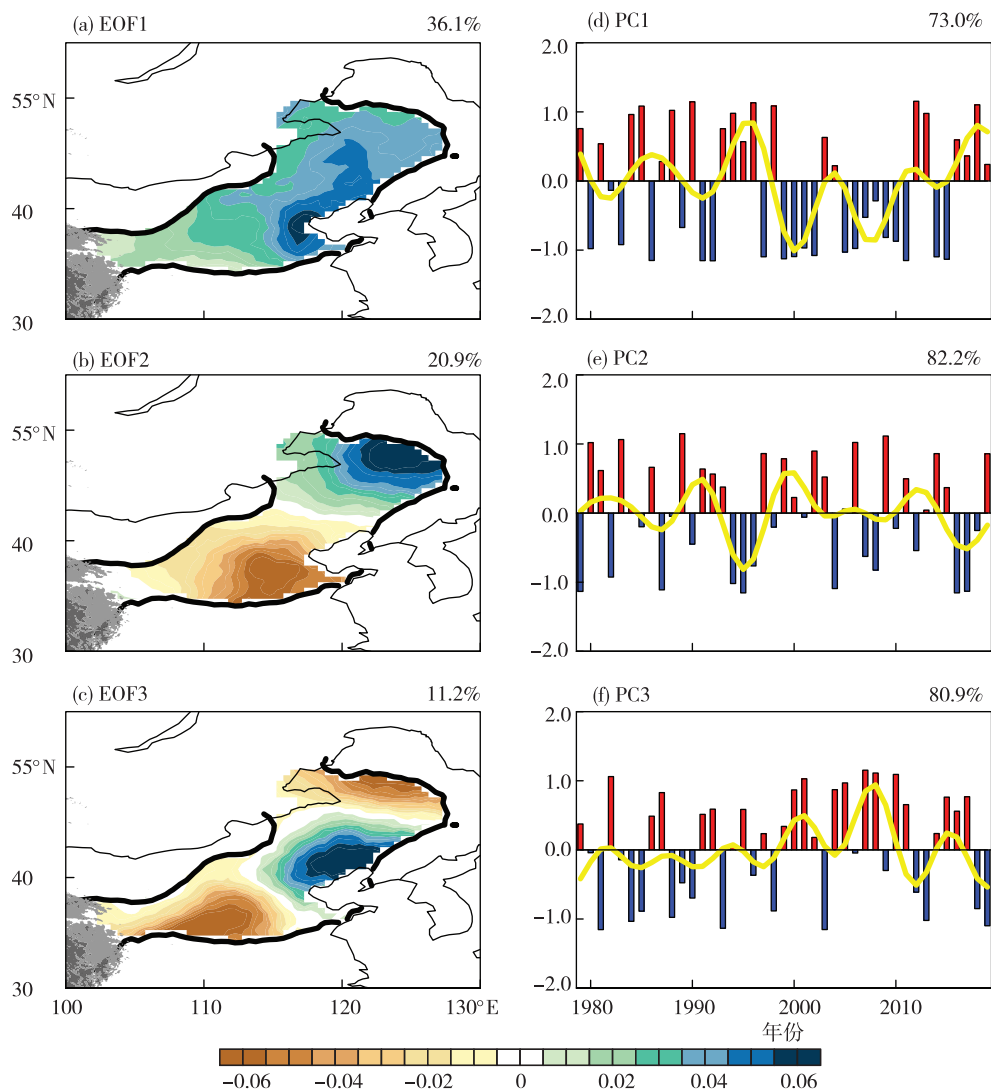 (a) EOF1 36.1%
55°N
40
30
(b) EOF2 20.9%
55°N
40
30
(c) EOF3 11.2%
55°N
40
30
100 110 120 130°E
(d) PC1 73.0%
2.0
1.0
0.0
-1.0
-2.0
(e) PC2 82.2%
2.0
1.0
0.0
-1.0
-2.0
(f) PC3 80.9%
2.0
1.0
0.0
-1.0
-2.0
1980 1990 2000 2010
年份
-0.06 -0.04 -0.02 0 0.02 0.04 0.06